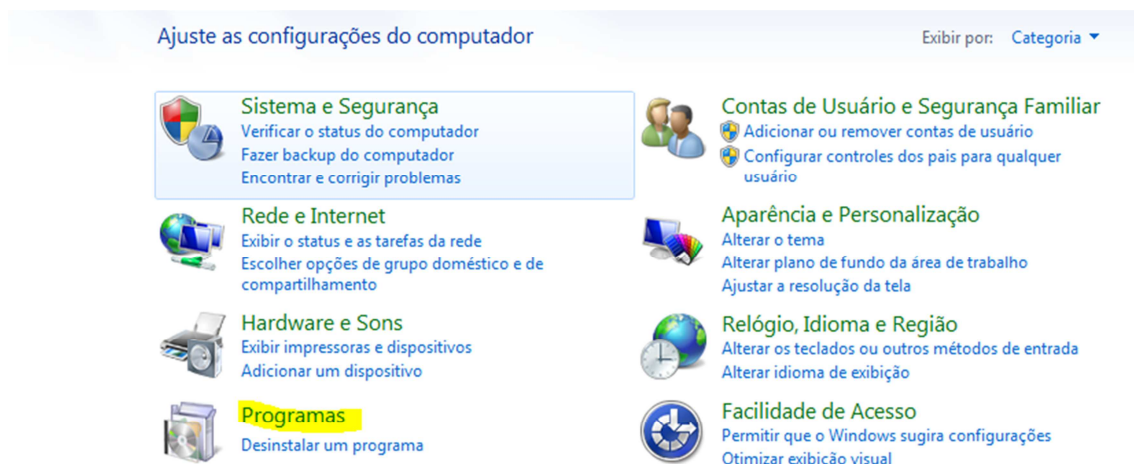 Ajuste as configurações do computador
Exibir por: Categoria
Sistema e Segurança
Verificar o status do computador
Fazer backup do computador
Encontrar e corrigir problemas
Rede e Internet
Exibir o status e as tarefas da rede
Escolher opções de grupo doméstico e de
compartilhamento
Hardware e Sons
Exibir impressoras e dispositivos
Adicionar um dispositivo
Programas
Desinstalar um programa
Contas de Usuário e Segurança Familiar
Adicionar ou remover contas de usuário
Configurar controles dos pais para qualquer
usuário
Aparência e Personalização
Alterar o tema
Alterar plano de fundo da área de trabalho
Ajustar a resolução da tela
Relógio, Idioma e Região
Alterar os teclados ou outros métodos de entrada
Alterar idioma de exibição
Facilidade de Acesso
Permitir que o Windows sugira configurações
Otimizar exibição visual